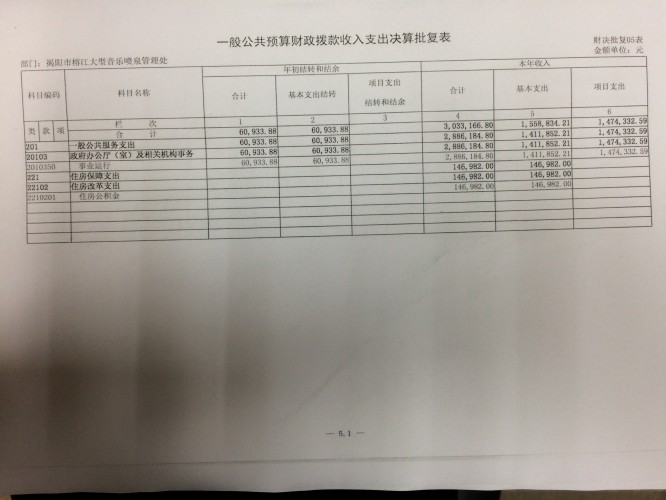 一般公共预算财政拨款收入支出决算批复表
财决批复05表
部门：揭阳市榕江大型音乐喷泉管理处 金额单位：元
科目编码 科目名称 年初结转和结余 本年收入
合计 基本支出结转 项目支出结转和结余 合计 基本支出 项目支出
类 款 项 栏 次 1 2 3 4 5 6
合 计 60,933.88 60,933.88 3,033,166.80 1,558,834.21 1,474,332.59
201 一般公共服务支出 60,933.88 60,933.88 2,886,184.80 1,411,852.21 1,474,332.59
20103 政府办公厅（室）及相关机构事务 60,933.88 60,933.88 2,886,184.80 1,411,852.21 1,474,332.59
2010350 事业运行 60,933.88 60,933.88 2,886,184.80 1,411,852.21 1,474,332.59
221 住房保障支出 146,982.00 146,982.00
22102 住房改革支出 146,982.00 146,982.00
2210201 住房公积金 146,982.00 146,982.00
— 5.1 —